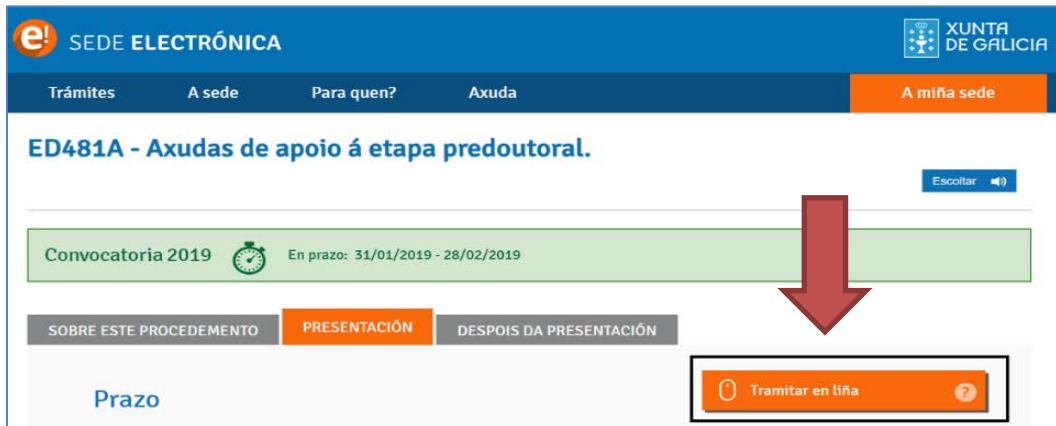 e! SEDE ELECTRÓNICA
XUNTA
DE GALICIA
Trámites A sede Para quen? Axuda A miña sede
ED481A - Axudas de apoio á etapa predoutoral.
Escoitar
Convocatoria 2019 En prazo: 31/01/2019 - 28/02/2019
SOBRE ESTE PROCEDEMENTO PRESENTACIÓN DESPOIS DA PRESENTACIÓN
Prazo
Tramitar en liña ?